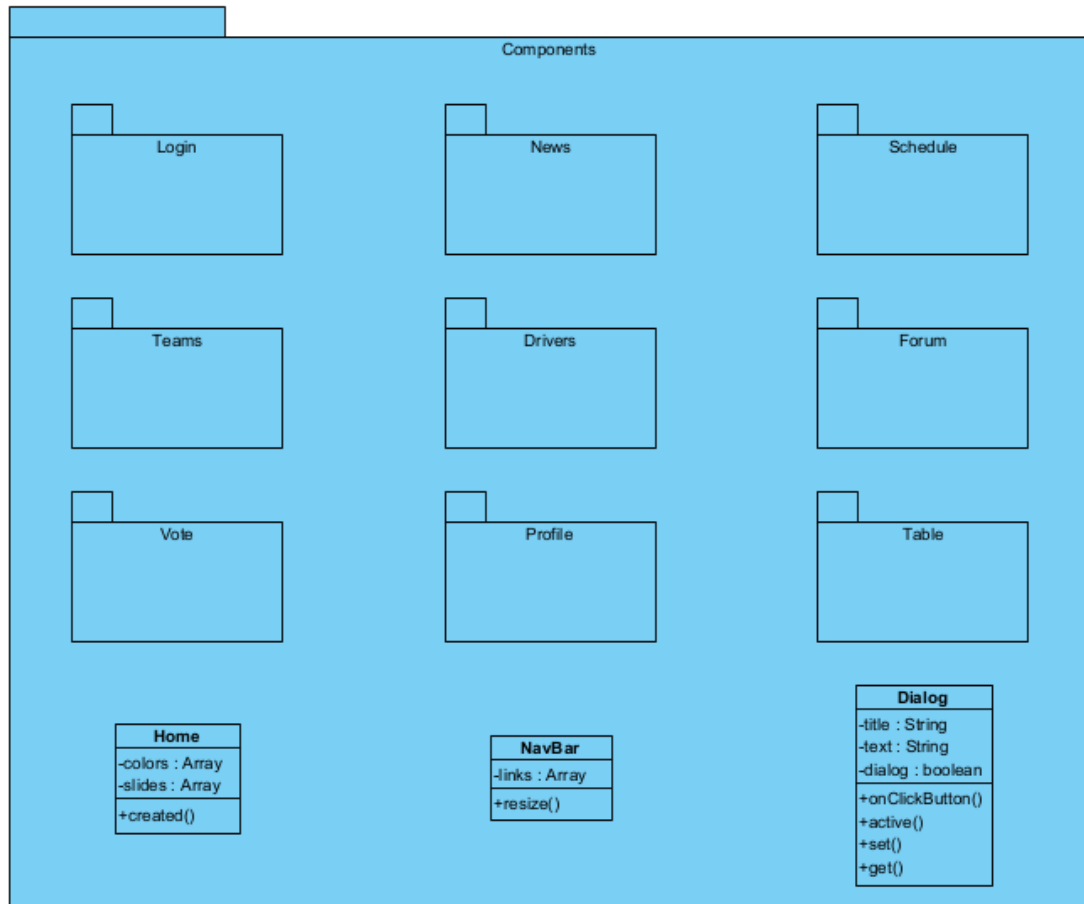 Components
Login
News
Schedule
Teams
Drivers
Forum
Vote
Profile
Table
Home
-colors : Array
-slides : Array
+created()
NavBar
-links : Array
+resize()
Dialog
-title : String
-text : String
-dialog : boolean
+onClickButton()
+active()
+set()
+get()